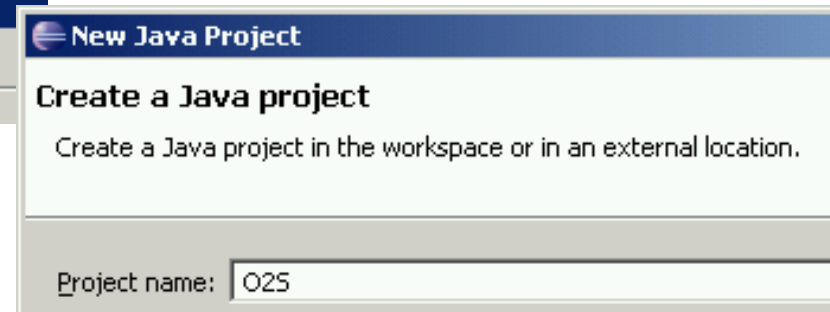 New Java Project
Create a Java project
Create a Java project in the workspace or in an external location.
Project name: O2S